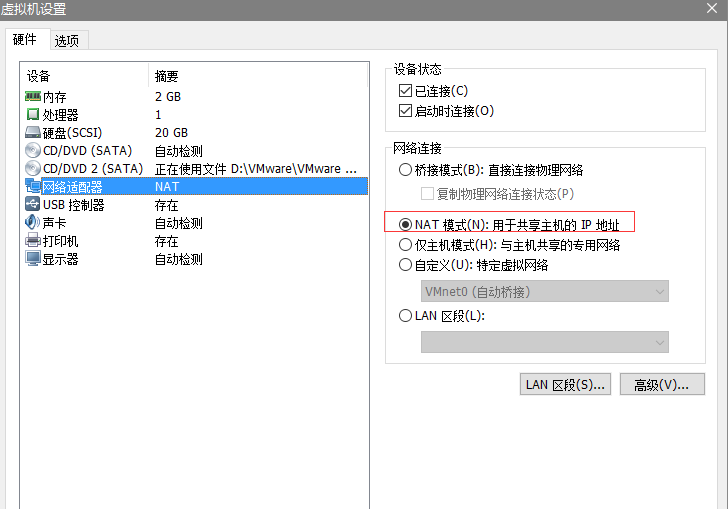 虚拟机设置
硬件 选项
设备 摘要
内存 2 GB
处理器 1
硬盘(SCSI) 20 GB
CD/DVD (SATA) 自动检测
CD/DVD 2 (SATA) 正在使用文件 D:\VMware\VMware ...
网络适配器 NAT
USB 控制器 存在
声卡 自动检测
打印机 存在
显示器 自动检测
设备状态
已连接(C)
启动时连接(O)
网络连接
桥接模式(B): 直接连接物理网络
复制物理网络连接状态(P)
NAT 模式(N): 用于共享主机的 IP 地址
仅主机模式(H): 与主机共享的专用网络
自定义(U): 特定虚拟网络
VMnet0 (自动桥接)
LAN 区段(L):
LAN 区段(S)... 高级(V)...